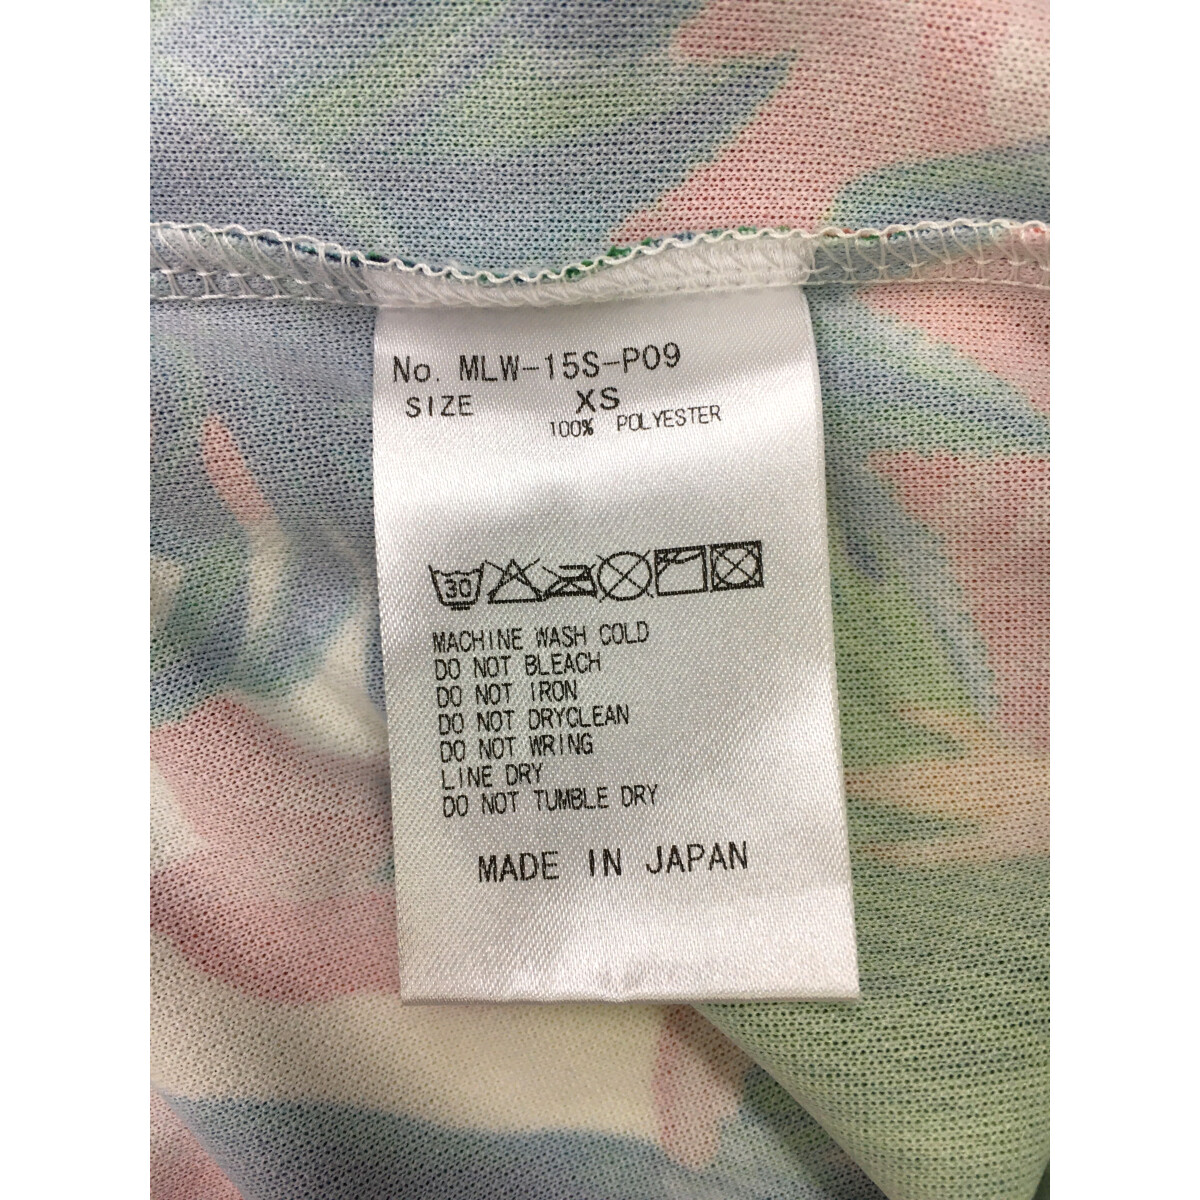 No. MLW-15S-P09
SIZE XS
100% POLYESTER
30
MACHINE WASH COLD
DO NOT BLEACH
DO NOT IRON
DO NOT DRYCLEAN
DO NOT WRING
LINE DRY
DO NOT TUMBLE DRY
MADE IN JAPAN